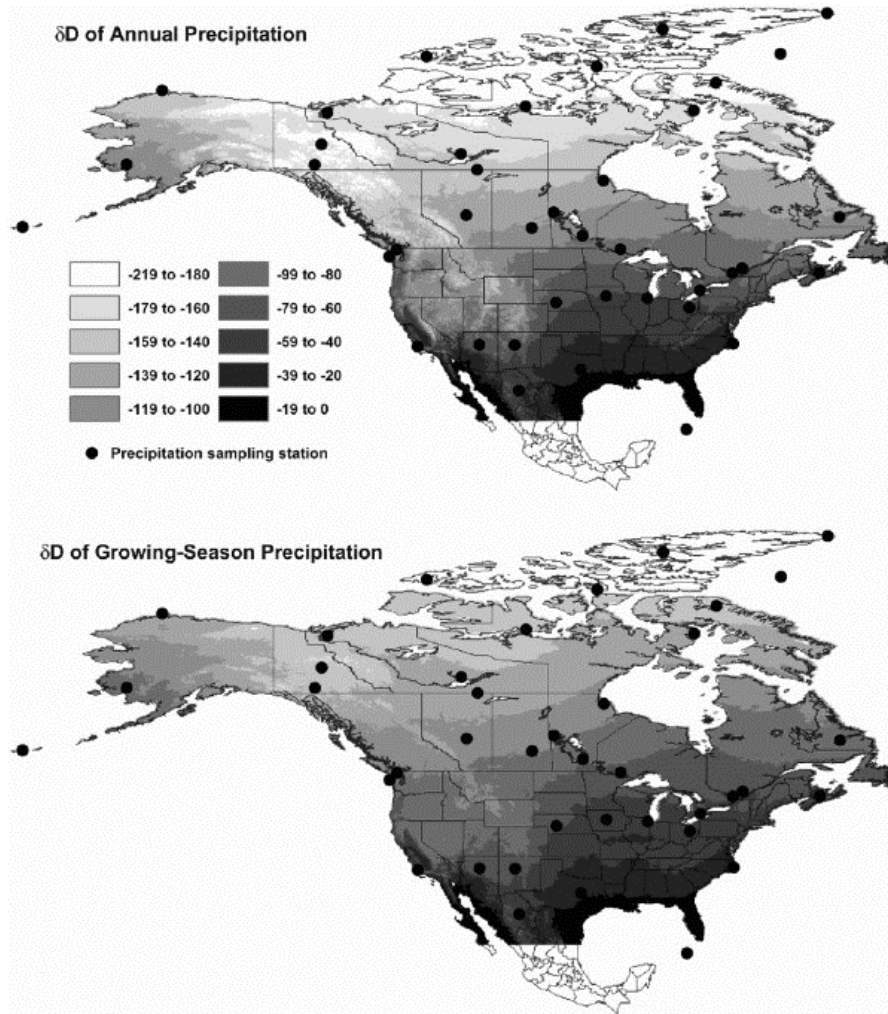 δD of Annual Precipitation
-219 to -180
-99 to -80
-179 to -160
-79 to -60
-159 to -140
-59 to -40
-139 to -120
-39 to -20
-119 to -100
-19 to 0
Precipitation sampling station
δD of Growing-Season Precipitation